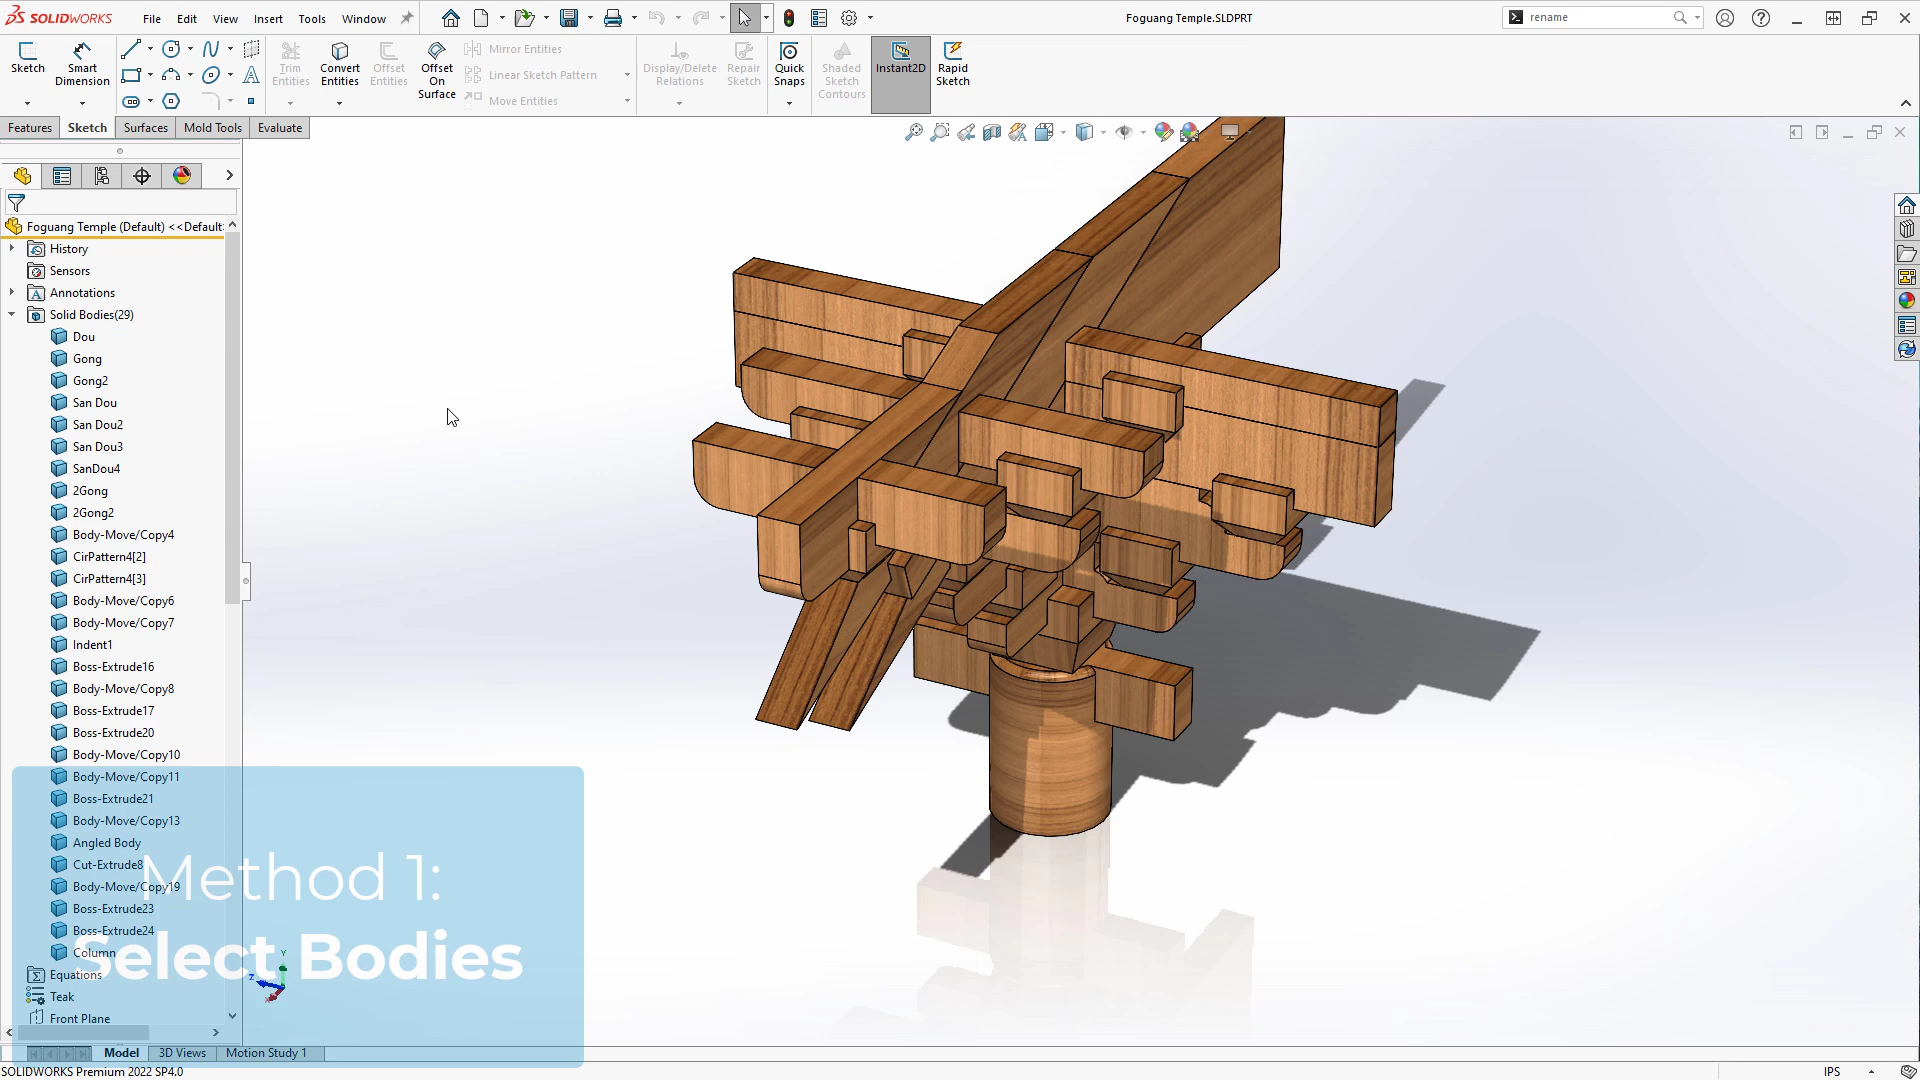 SOLIDWORKS
File Edit View Insert Tools Window
Foguang Temple.SLDPRT
rename
Sketch
Smart Dimension
Trim Entities
Convert Entities
Offset Entities
Offset On Surface
Mirror Entities
Linear Sketch Pattern
Move Entities
Display/Delete Relations
Repair Sketch
Quick Snaps
Shaded Sketch Contours
Instant2D
Rapid Sketch
Features Sketch Surfaces Mold Tools Evaluate
Foguang Temple (Default) <<Default
History
Sensors
Annotations
Solid Bodies(29)
Dou
Gong
Gong2
San Dou
San Dou2
San Dou3
SanDou4
2Gong
2Gong2
Body-Move/Copy4
CirPattern4[2]
CirPattern4[3]
Body-Move/Copy6
Body-Move/Copy7
Indent1
Boss-Extrude16
Body-Move/Copy8
Boss-Extrude17
Boss-Extrude20
Body-Move/Copy10
Body-Move/Copy11
Boss-Extrude21
Body-Move/Copy13
Angled Body
Cut-Extrude8
Body-Move/Copy19
Boss-Extrude23
Boss-Extrude24
Column
Equations
Teak
Front Plane
Method 1:
Select Bodies
Y
Z
X
Model 3D Views Motion Study 1
SOLIDWORKS Premium 2022 SP4.0
IPS